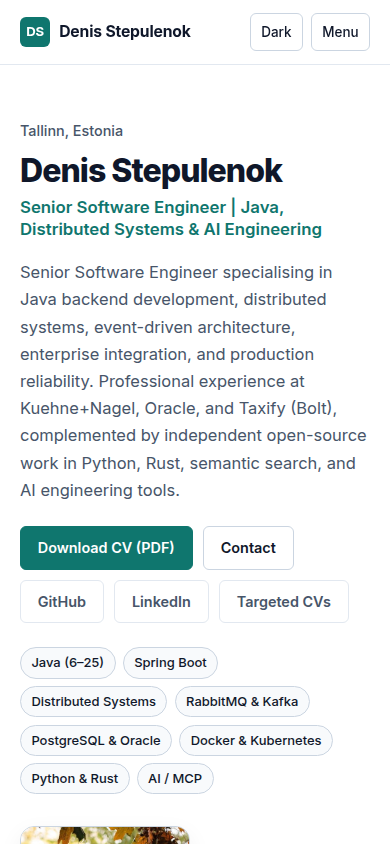 DS Denis Stepulenok Dark Menu
Tallinn, Estonia
Denis Stepulenok
Senior Software Engineer | Java,
Distributed Systems & AI Engineering
Senior Software Engineer specialising in
Java backend development, distributed
systems, event-driven architecture,
enterprise integration, and production
reliability. Professional experience at
Kuehne+Nagel, Oracle, and Taxify (Bolt),
complemented by independent open-source
work in Python, Rust, semantic search, and
AI engineering tools.
Download CV (PDF) Contact
GitHub LinkedIn Targeted CVs
Java (6–25) Spring Boot
Distributed Systems RabbitMQ & Kafka
PostgreSQL & Oracle Docker & Kubernetes
Python & Rust AI / MCP